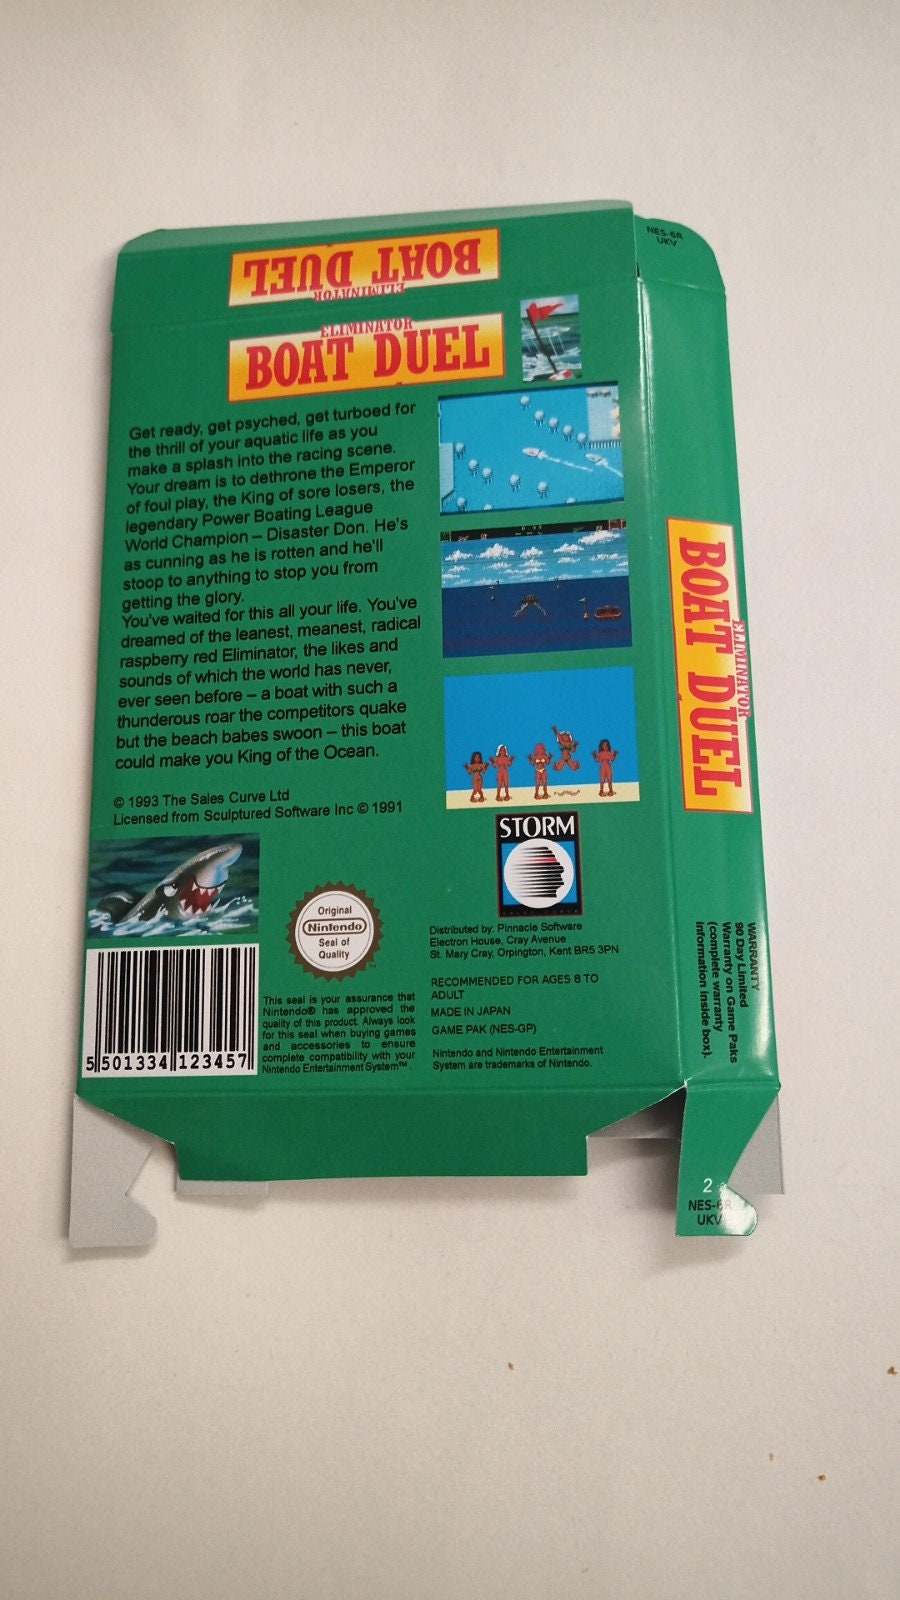 BOAT DUEL
ELIMINATOR
NES-6R
UKV
ELIMINATOR
BOAT DUEL
Get ready, get psyched, get turboed for
the thrill of your aquatic life as you
make a splash into the racing scene.
Your dream is to dethrone the Emperor
of foul play, the King of sore losers, the
legendary Power Boating League
World Champion – Disaster Don. He's
as cunning as he is rotten and he'll
stoop to anything to stop you from
getting the glory.
You've waited for this all your life. You've
dreamed of the leanest, meanest, radical
raspberry red Eliminator, the likes and
sounds of which the world has never,
ever seen before – a boat with such a
thunderous roar the competitors quake
but the beach babes swoon – this boat
could make you King of the Ocean.
© 1993 The Sales Curve Ltd
Licensed from Sculptured Software Inc © 1991
STORM
Original
Nintendo
Seal of
Quality
TM
This seal is your assurance that
Nintendo® has approved the
quality of this product. Always look
for this seal when buying games
and accessories to ensure
complete compatibility with your
Nintendo Entertainment System™.
5 501334 123457
Distributed by: Pinnacle Software
Electron House, Cray Avenue
St. Mary Cray, Orpington, Kent BR5 3PN
RECOMMENDED FOR AGES 8 TO
ADULT
MADE IN JAPAN
GAME PAK (NES-GP)
Nintendo and Nintendo Entertainment
System are trademarks of Nintendo.
ELIMINATOR
BOAT DUEL
WARRANTY
90 Day Limited
Warranty on Game Paks
(complete warranty
information inside box).
2
NES-6R
UKV